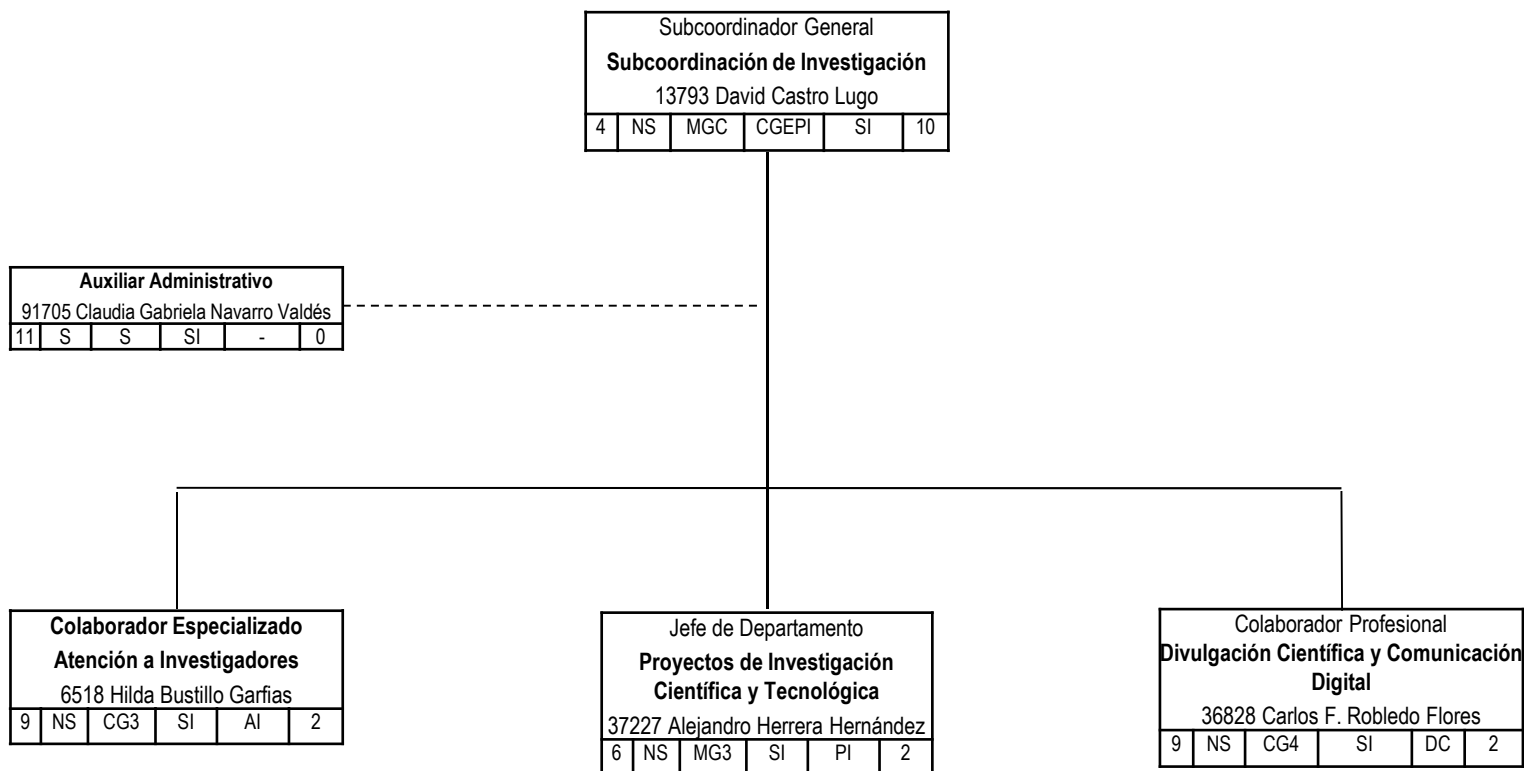 Subcoordinador General
Subcoordinación de Investigación
13793 David Castro Lugo
4 NS MGC CGEPI SI 10
Auxiliar Administrativo
91705 Claudia Gabriela Navarro Valdés
11 S S SI - 0
Colaborador Especializado
Atención a Investigadores
6518 Hilda Bustillo Garfias
9 NS CG3 SI AI 2
Jefe de Departamento
Proyectos de Investigación
Científica y Tecnológica
37227 Alejandro Herrera Hernández
6 NS MG3 SI PI 2
Colaborador Profesional
Divulgación Científica y Comunicación
Digital
36828 Carlos F. Robledo Flores
9 NS CG4 SI DC 2